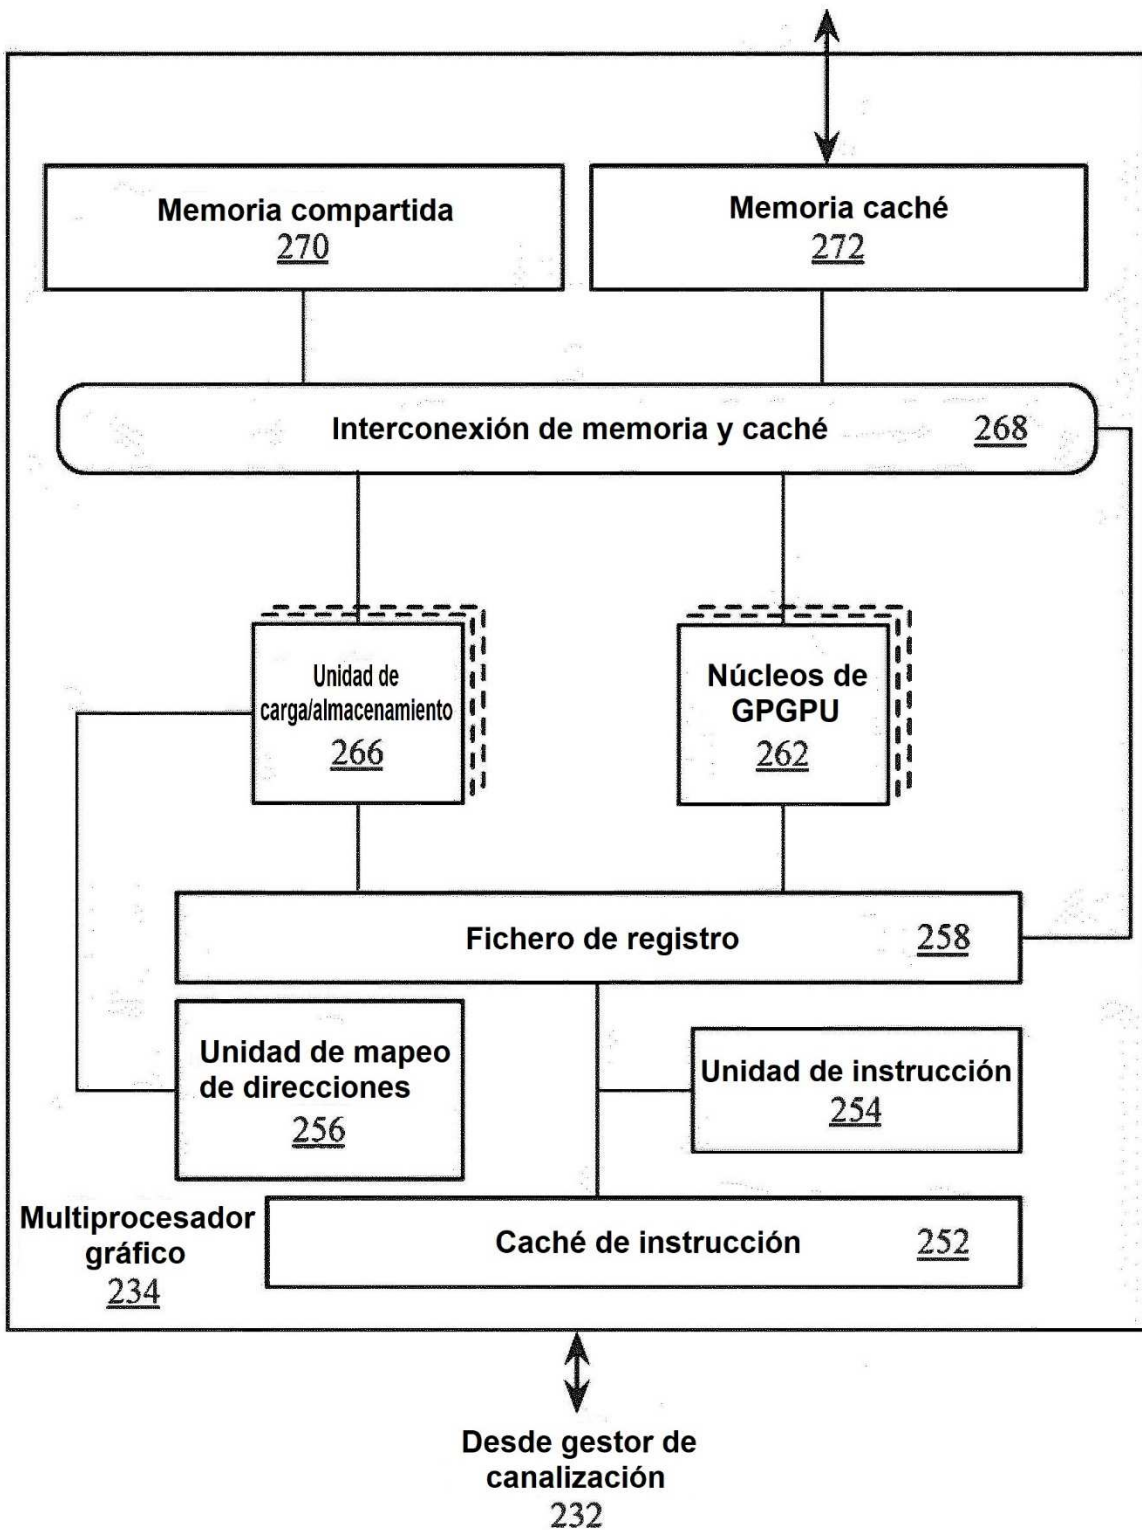 Memoria compartida
270
Memoria caché
272
Interconexión de memoria y caché 268
Unidad de
carga/almacenamiento
266
Núcleos de
GPGPU
262
Fichero de registro 258
Unidad de mapeo
de direcciones
256
Unidad de instrucción
254
Multiprocesador
gráfico
234
Caché de instrucción 252
Desde gestor de
canalización
232